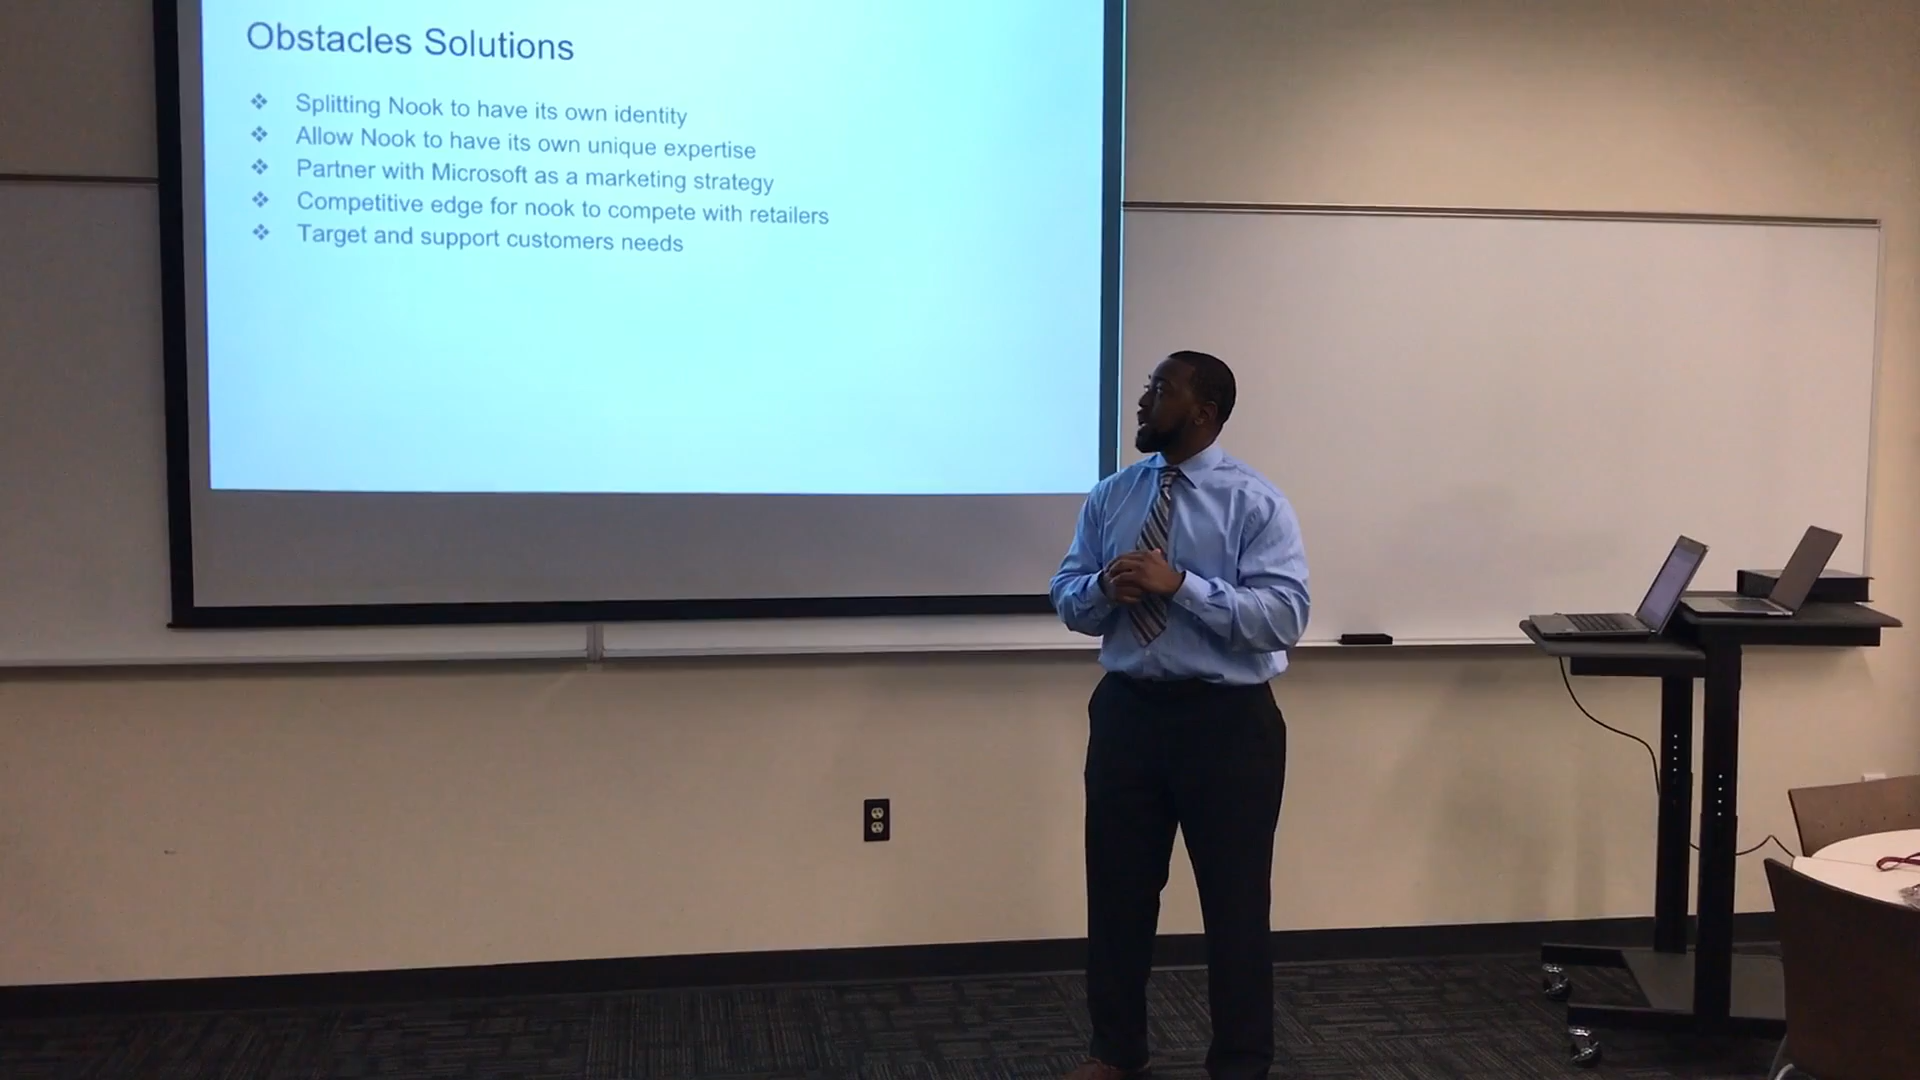 Obstacles Solutions
❖ Splitting Nook to have its own identity
❖ Allow Nook to have its own unique expertise
❖ Partner with Microsoft as a marketing strategy
❖ Competitive edge for nook to compete with retailers
❖ Target and support customers needs